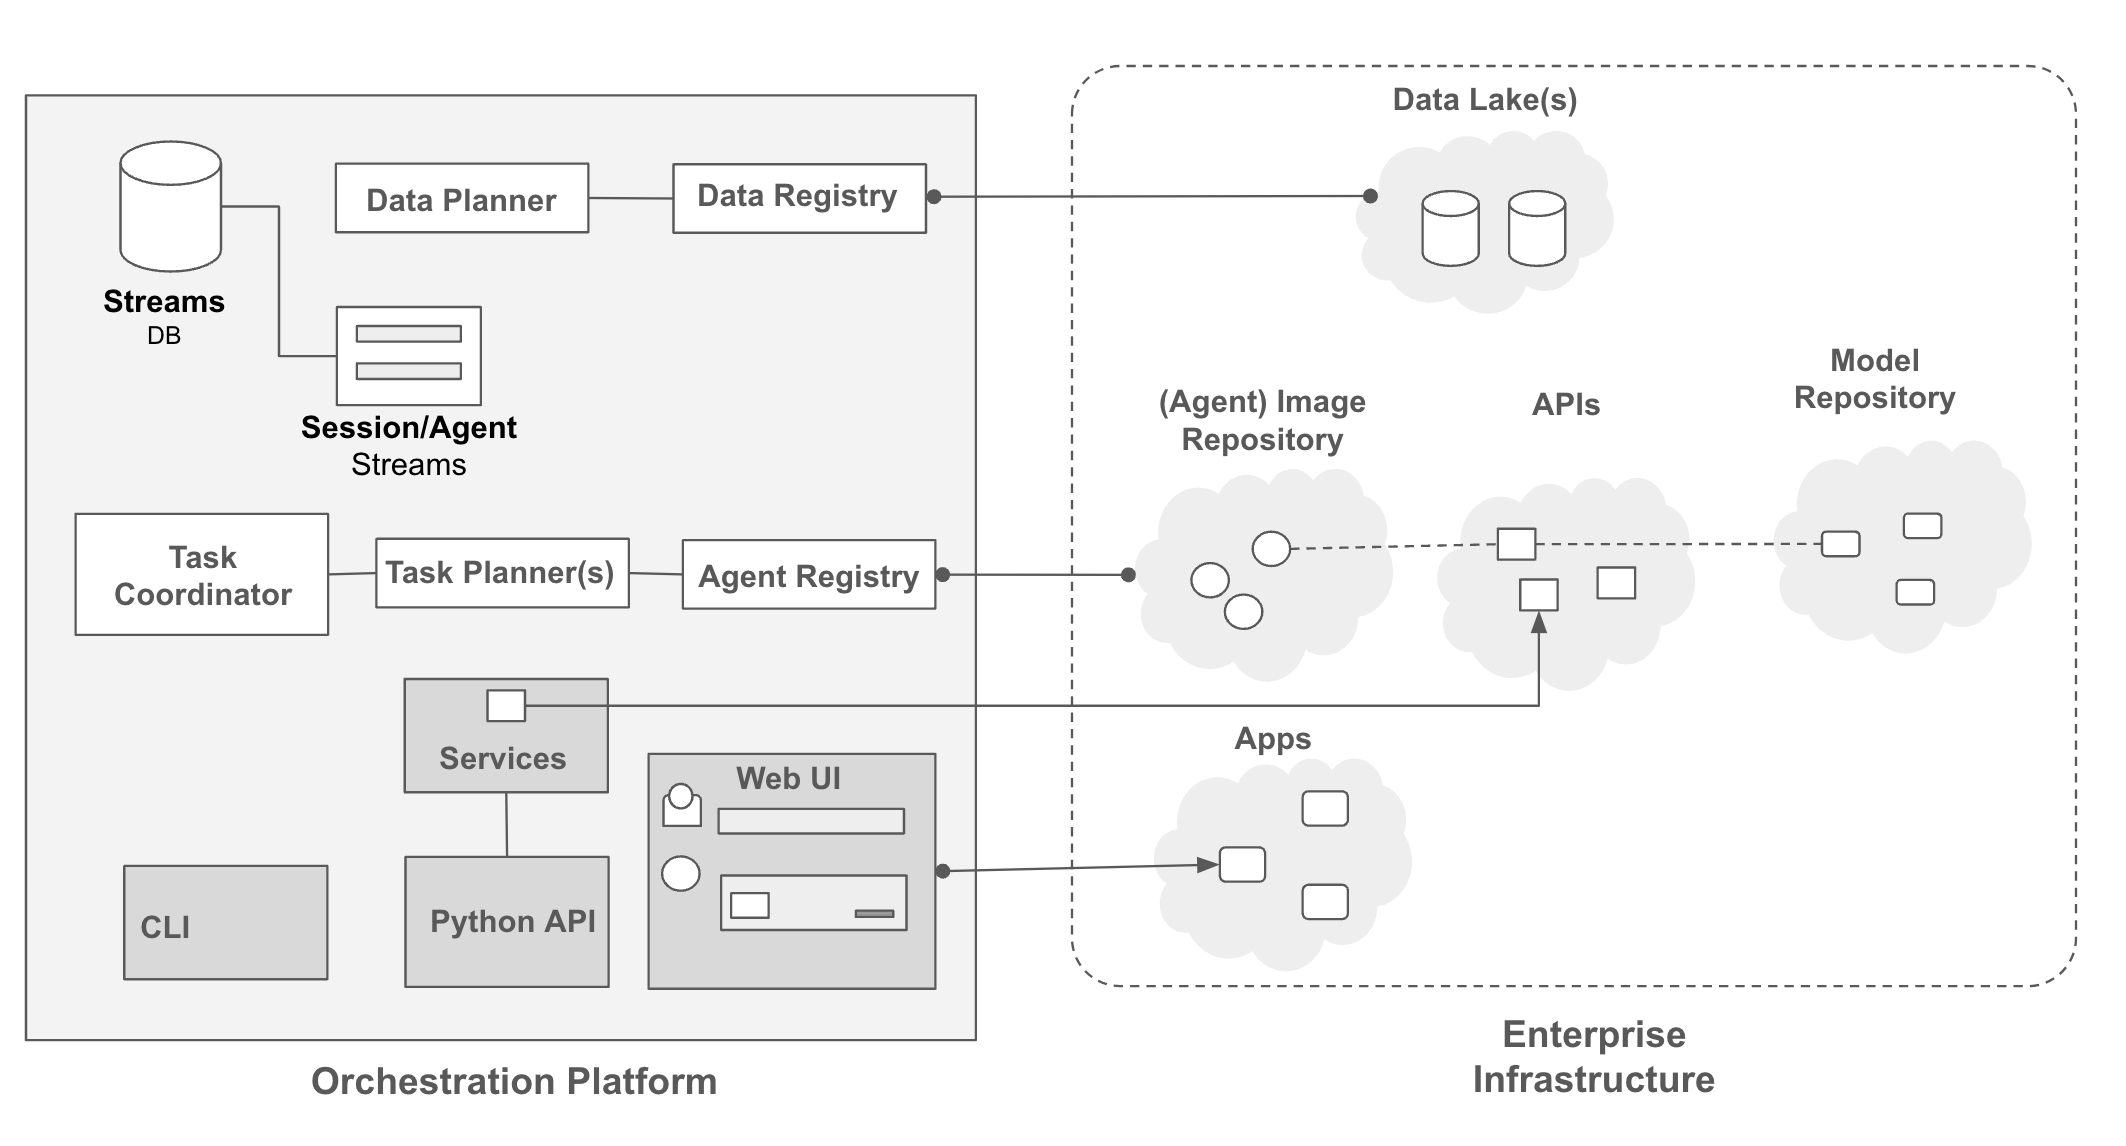 Data Lake(s)
Data Planner
Data Registry
Streams
DB
Session/Agent
Streams
(Agent) Image
Repository
APIs
Model
Repository
Task
Coordinator
Task Planner(s)
Agent Registry
Services
Web UI
Apps
CLI
Python API
Orchestration Platform
Enterprise
Infrastructure